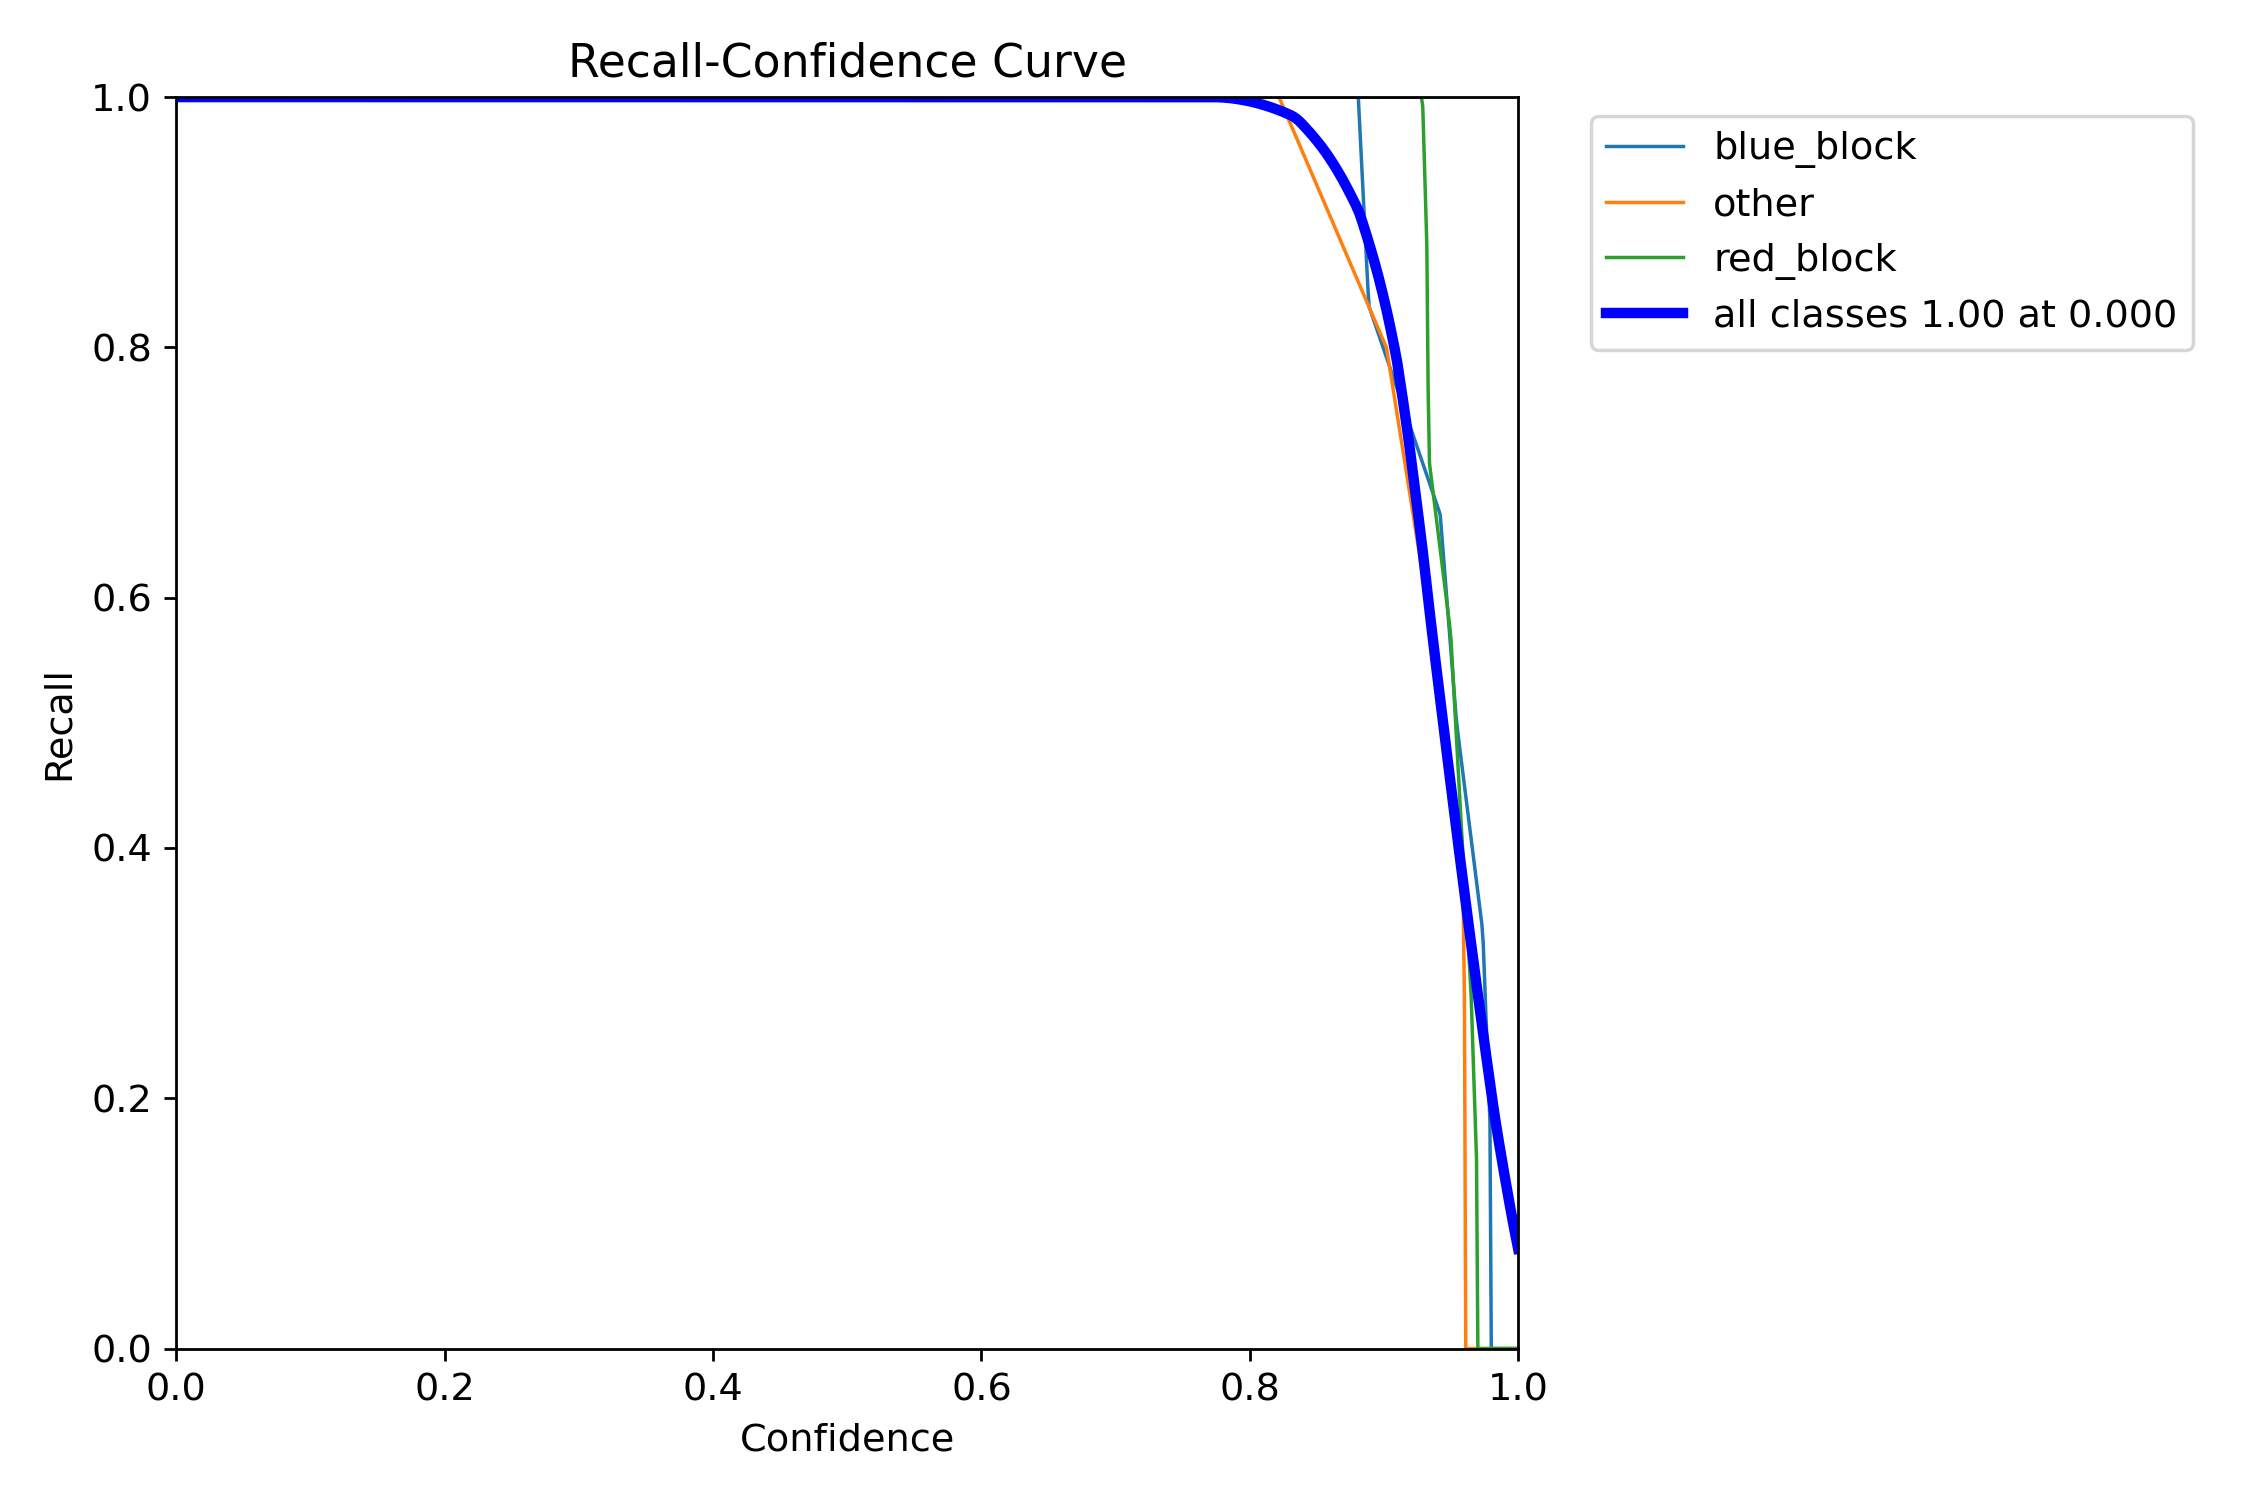 Recall-Confidence Curve
1.0
0.8
0.6
0.4
0.2
0.0
Recall
0.0 0.2 0.4 0.6 0.8 1.0
Confidence
blue_block
other
red_block
all classes 1.00 at 0.000